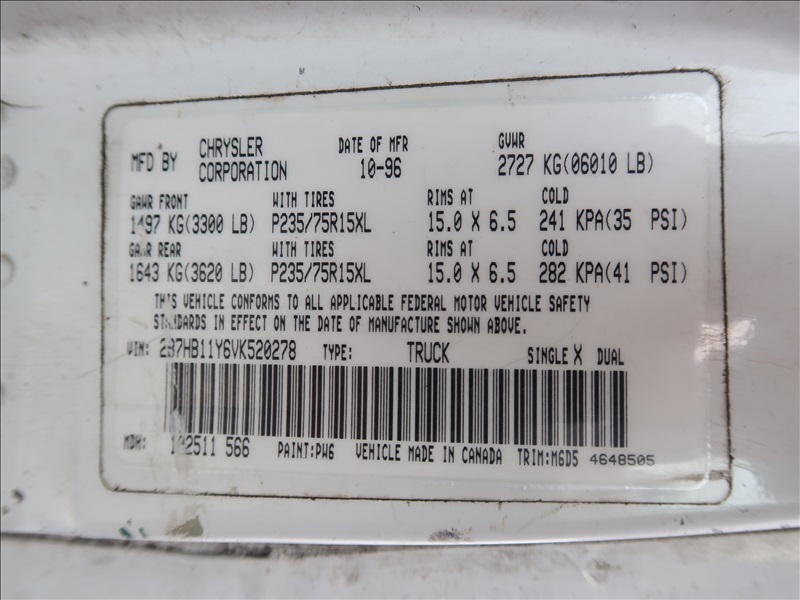 MFD BY CHRYSLER CORPORATION DATE OF MFR 10-96 GVWR 2727 KG(06010 LB)
GAWR FRONT WITH TIRES RIMS AT COLD
1497 KG(3300 LB) P235/75R15XL 15.0 X 6.5 241 KPA(35 PSI)
GAWR REAR WITH TIRES RIMS AT COLD
1643 KG(3620 LB) P235/75R15XL 15.0 X 6.5 282 KPA(41 PSI)
THIS VEHICLE CONFORMS TO ALL APPLICABLE FEDERAL MOTOR VEHICLE SAFETY
STANDARDS IN EFFECT ON THE DATE OF MANUFACTURE SHOWN ABOVE.
VIN: 2B7HB11Y6VK520278 TYPE: TRUCK SINGLE X DUAL
MDH: 102511 566 PAINT:PW6 VEHICLE MADE IN CANADA TRIM:M6D5 4648505